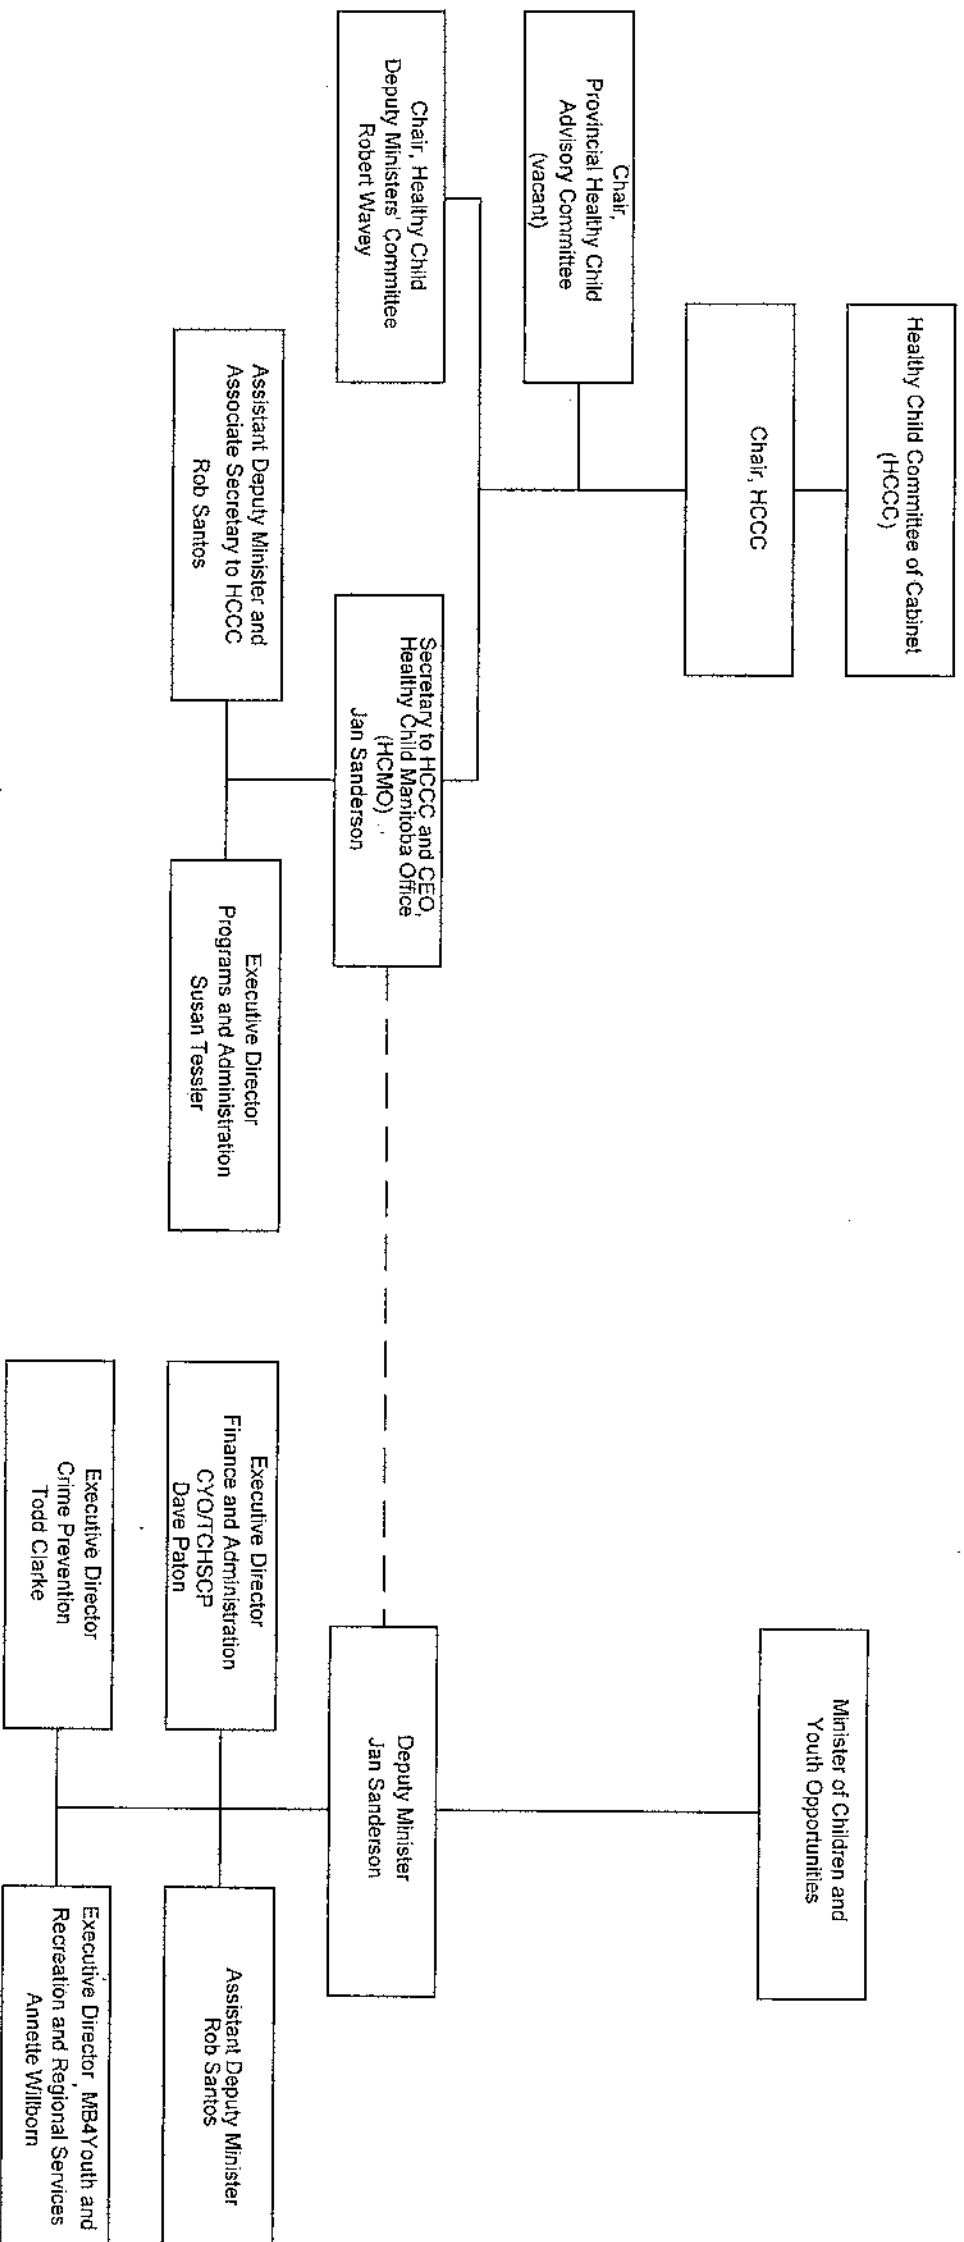 Healthy Child Committee of Cabinet
(HCCC)
Chair, HCCC
Minister of Children and
Youth Opportunities
Chair,
Provincial Healthy Child
Advisory Committee
(vacant)
Chair, Healthy Child
Deputy Ministers' Committee
Robert Wavey
Secretary to HCCC and CEO,
Healthy Child Manitoba Office
(HCMO)
Jan Sanderson
Deputy Minister
Jan Sanderson
Assistant Deputy Minister and
Associate Secretary to HCCC
Rob Santos
Executive Director
Programs and Administration
Susan Tessler
Executive Director
Finance and Administration
CYO/TCHSCP
Dave Paton
Assistant Deputy Minister
Rob Santos
Executive Director
Crime Prevention
Todd Clarke
Executive Director, MB4Youth and
Recreation and Regional Services
Annette Willborn